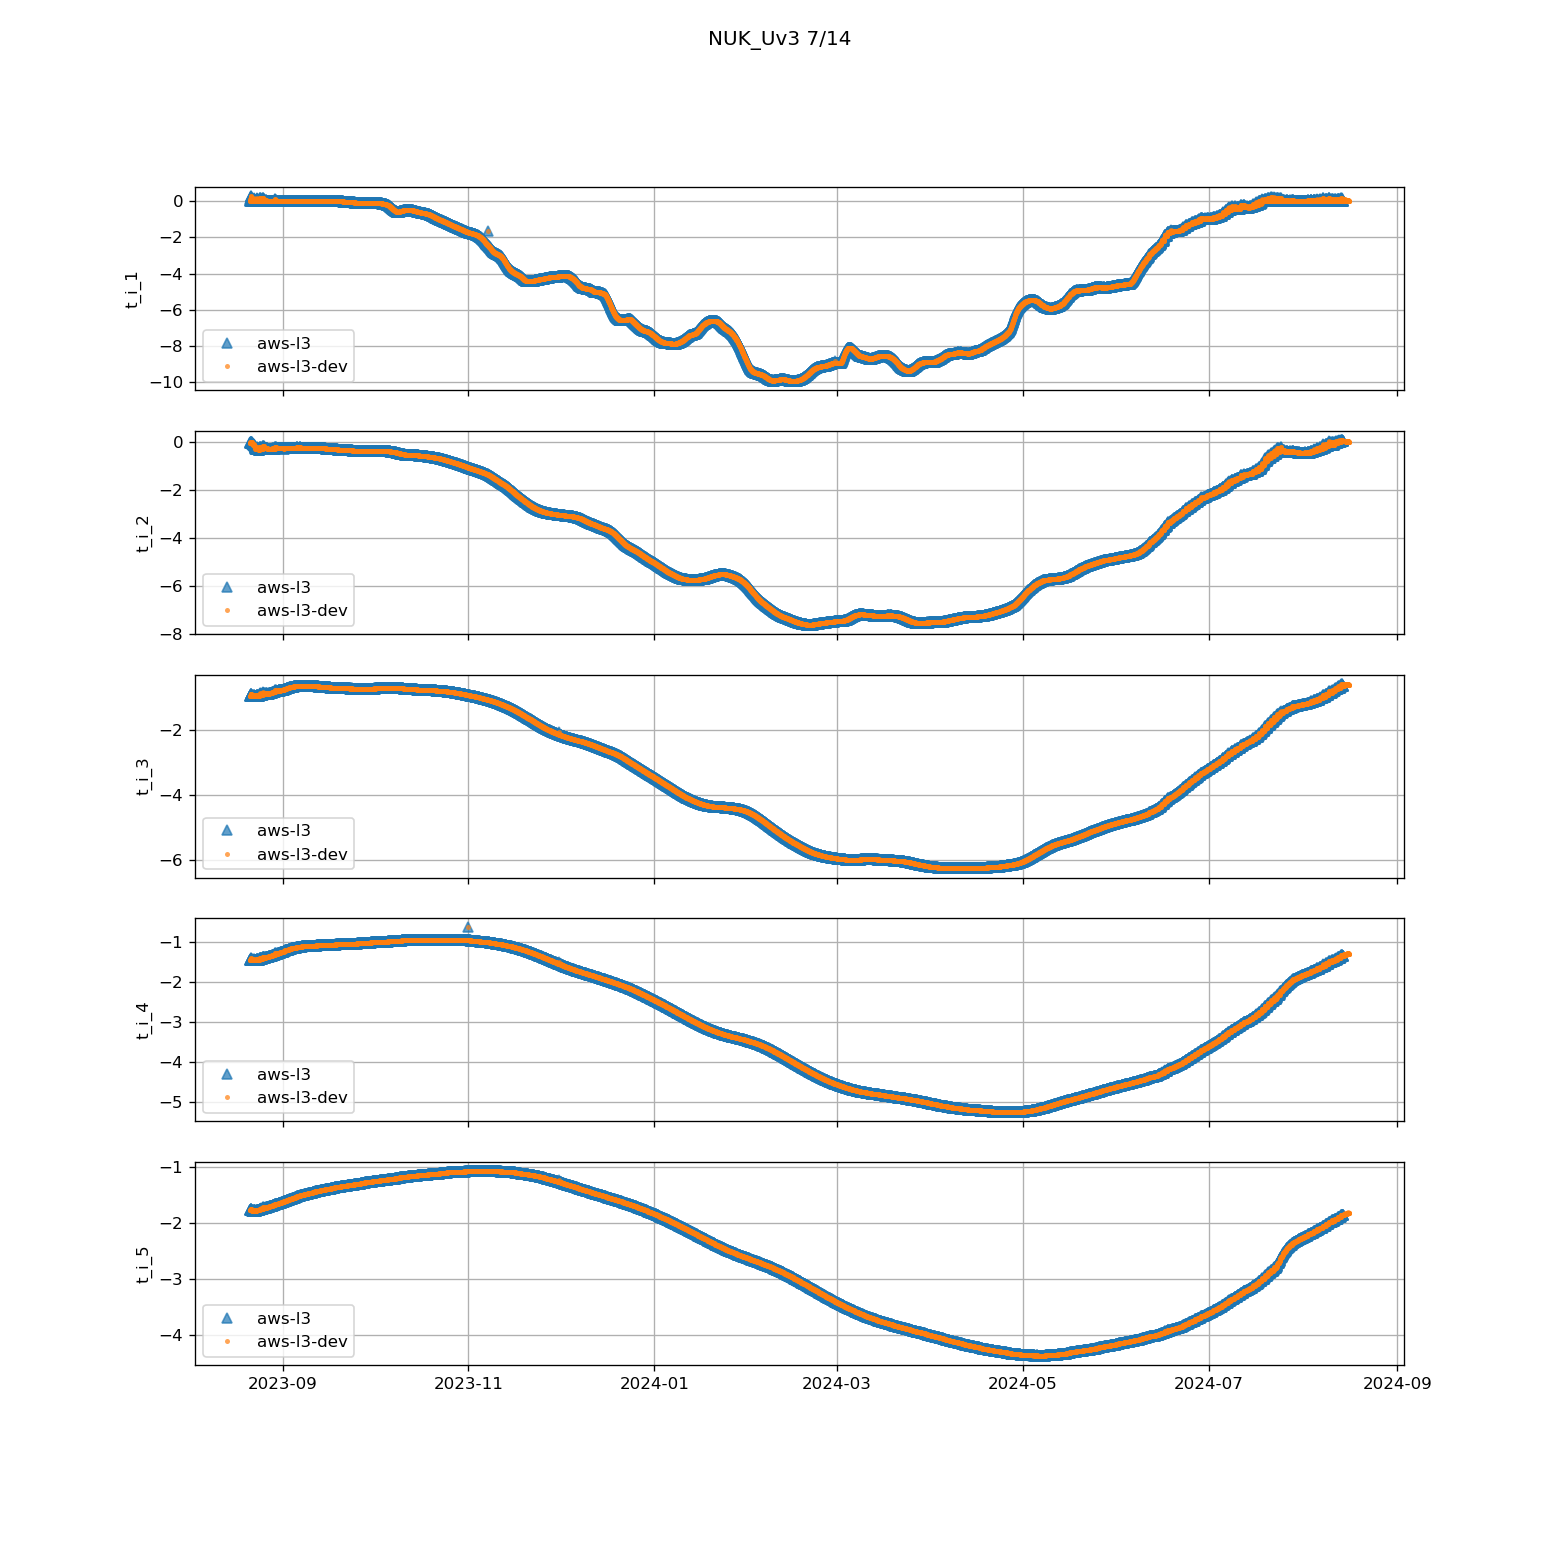 NUK_Uv3 7/14
t_i_1
0
−2
−4
−6
−8
−10
aws-l3
aws-l3-dev
t_i_2
0
−2
−4
−6
−8
aws-l3
aws-l3-dev
t_i_3
−2
−4
−6
aws-l3
aws-l3-dev
t_i_4
−1
−2
−3
−4
−5
aws-l3
aws-l3-dev
t_i_5
−1
−2
−3
−4
aws-l3
aws-l3-dev
2023-09 2023-11 2024-01 2024-03 2024-05 2024-07 2024-09